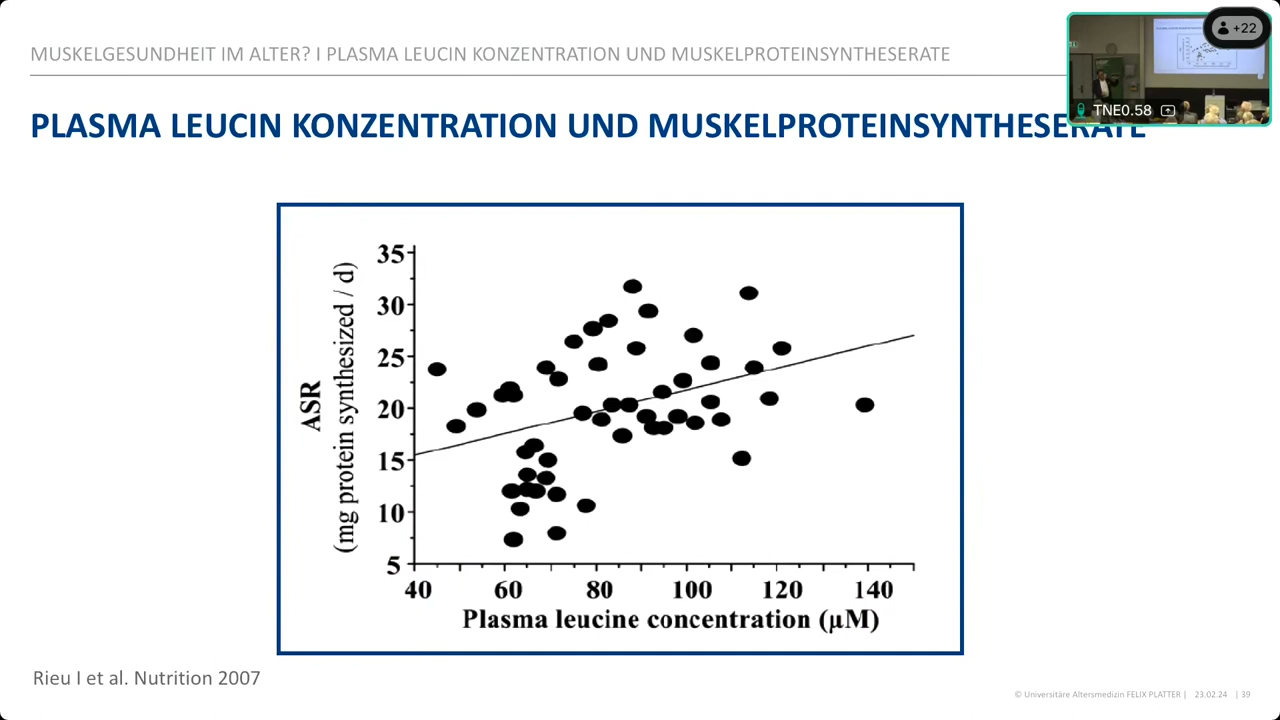 MUSKELGESUNDHEIT IM ALTER? I PLASMA LEUCIN KONZENTRATION UND MUSKELPROTEINSYNTHESERATE
+22
TNE0.58
PLASMA LEUCIN KONZENTRATION UND MUSKELPROTEINSYNTHESERATE
ASR
(mg protein synthesized / d)
35
30
25
20
15
10
5
40 60 80 100 120 140
Plasma leucine concentration (µM)
Rieu I et al. Nutrition 2007
© Universitäre Altersmedizin FELIX PLATTER | 23.02.24 | 39